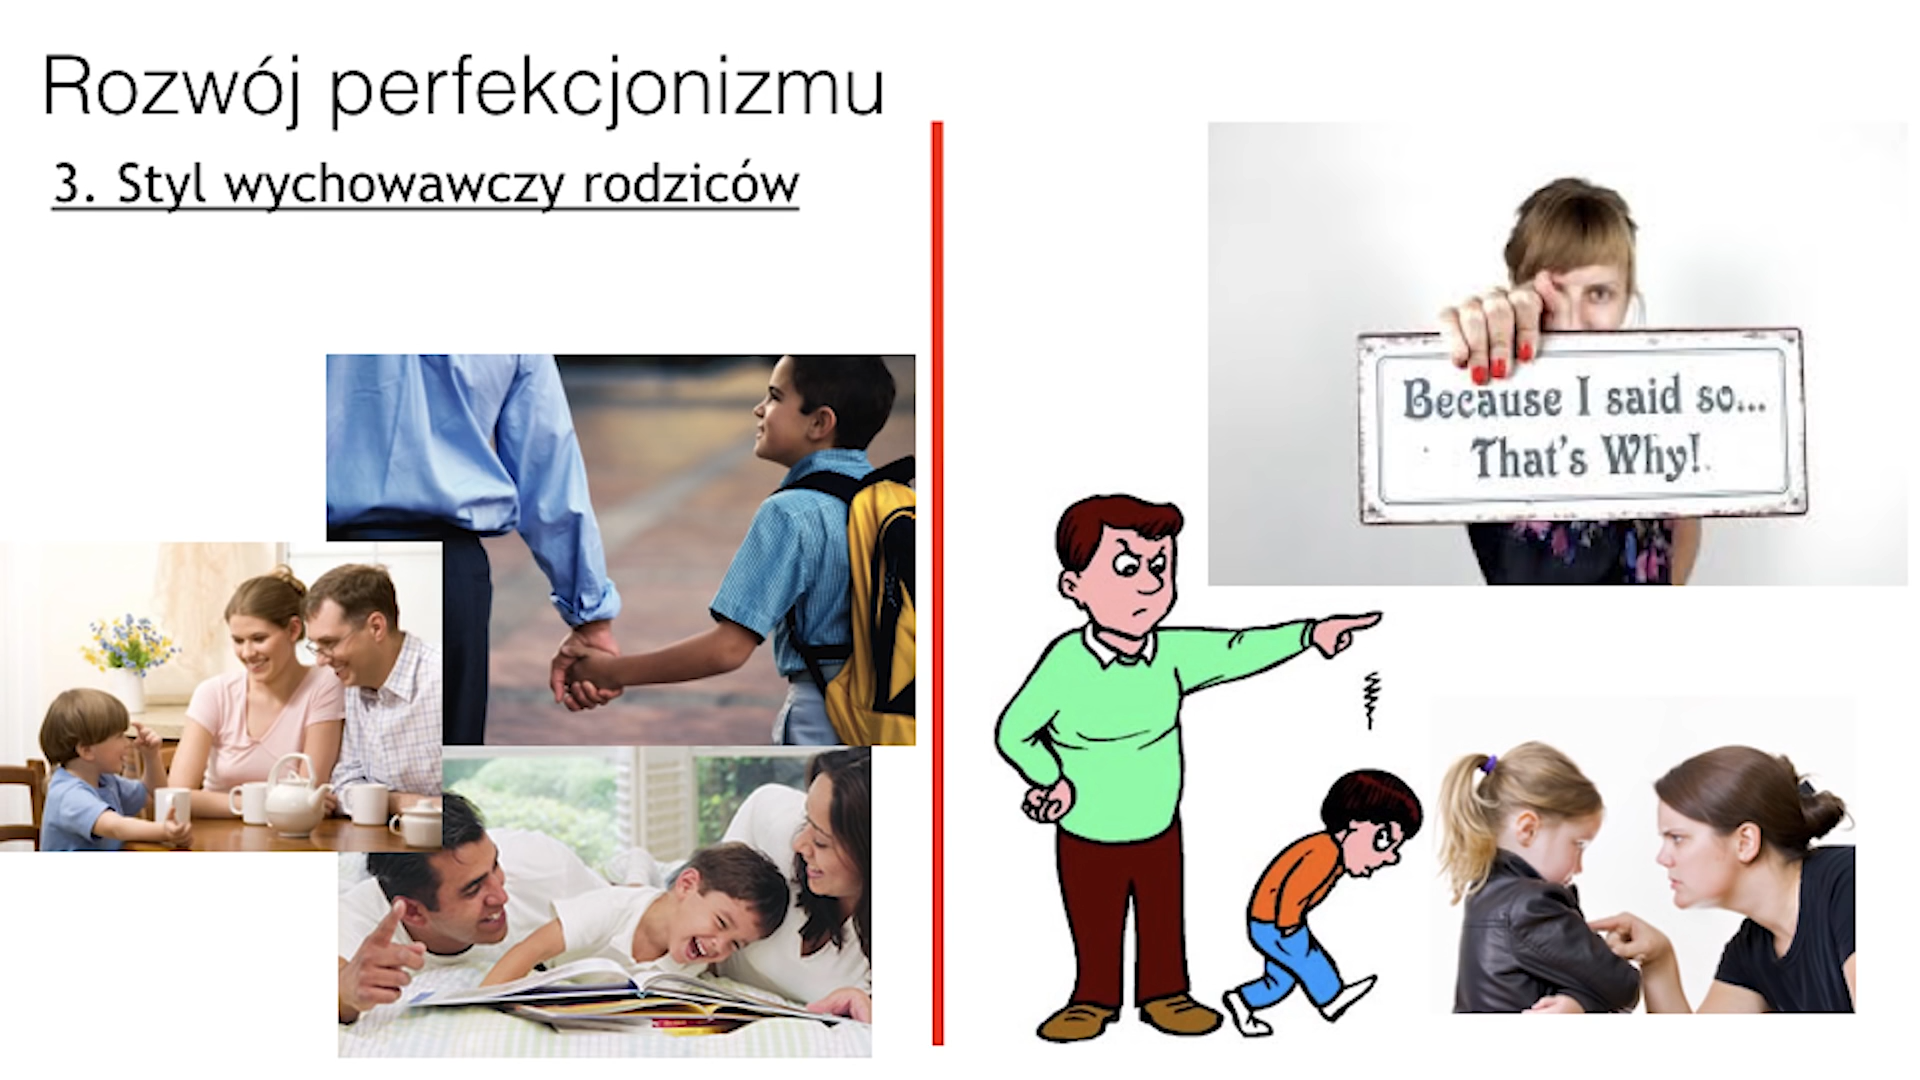 Rozwój perfekcjonizmu
3. Styl wychowawczy rodziców
Because I said so...
That's Why!